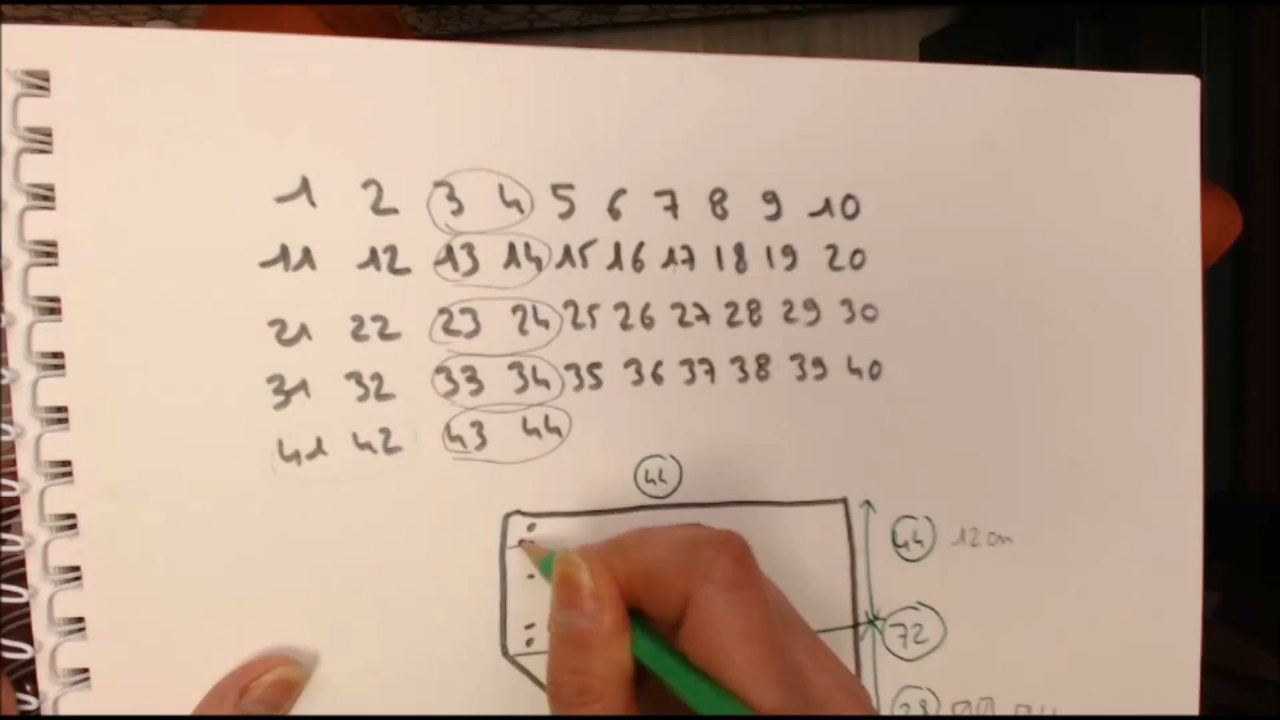 1 2 3 4 5 6 7 8 9 10
11 12 13 14 15 16 17 18 19 20
21 22 23 24 25 26 27 28 29 30
31 32 33 34 35 36 37 38 39 40
41 42 43 44
44
44 12cm
72
28